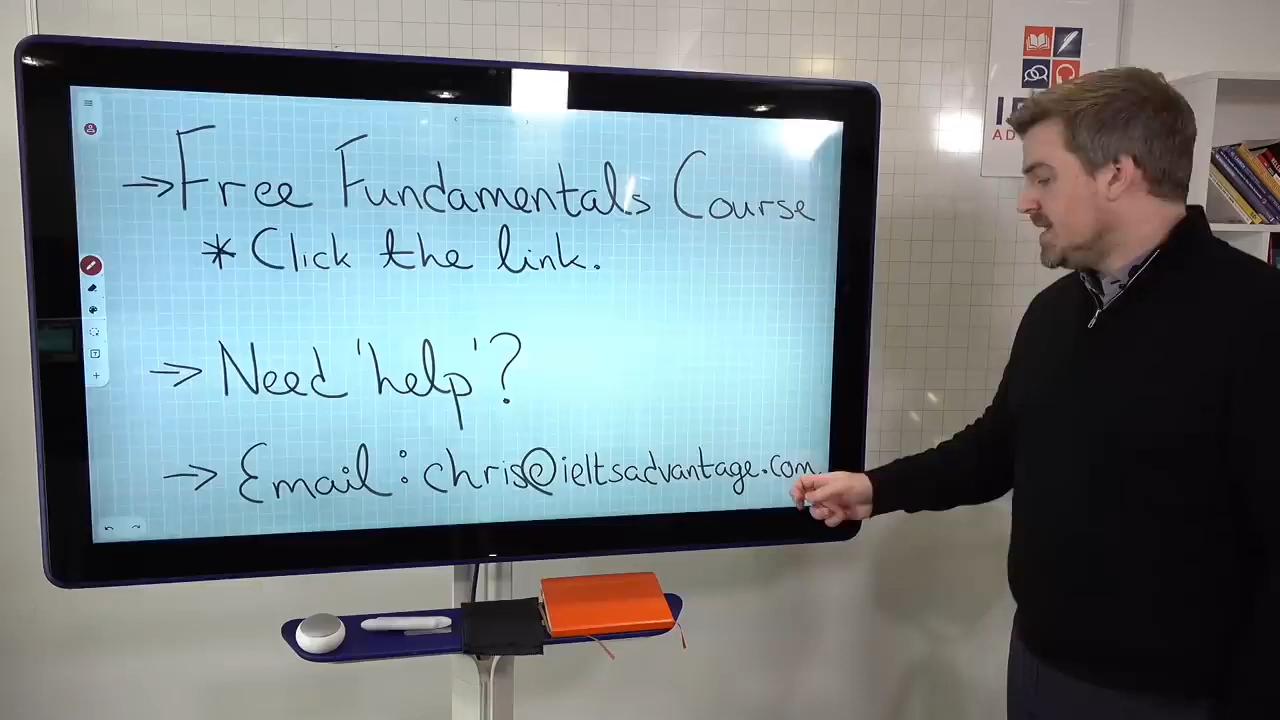 → Free Fundamentals Course
* Click the link.
→ Need 'help'?
→ Email: chris@ieltsadvantage.com